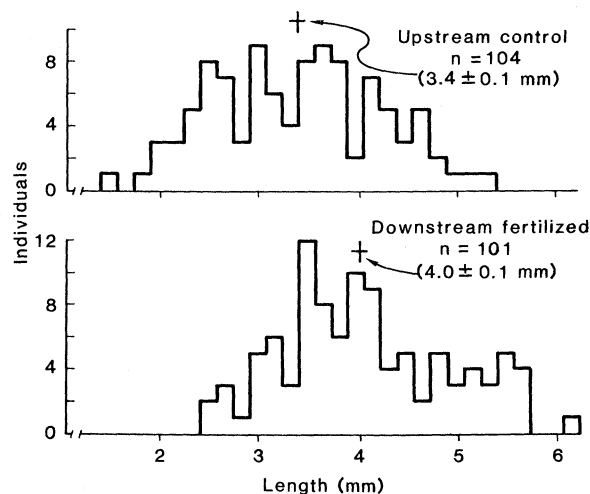 8
4
0
Upstream control
n = 104
(3.4 ± 0.1 mm)
Individuals
12
8
4
0
Downstream fertilized
n = 101
(4.0 ± 0.1 mm)
2 3 4 5 6
Length (mm)